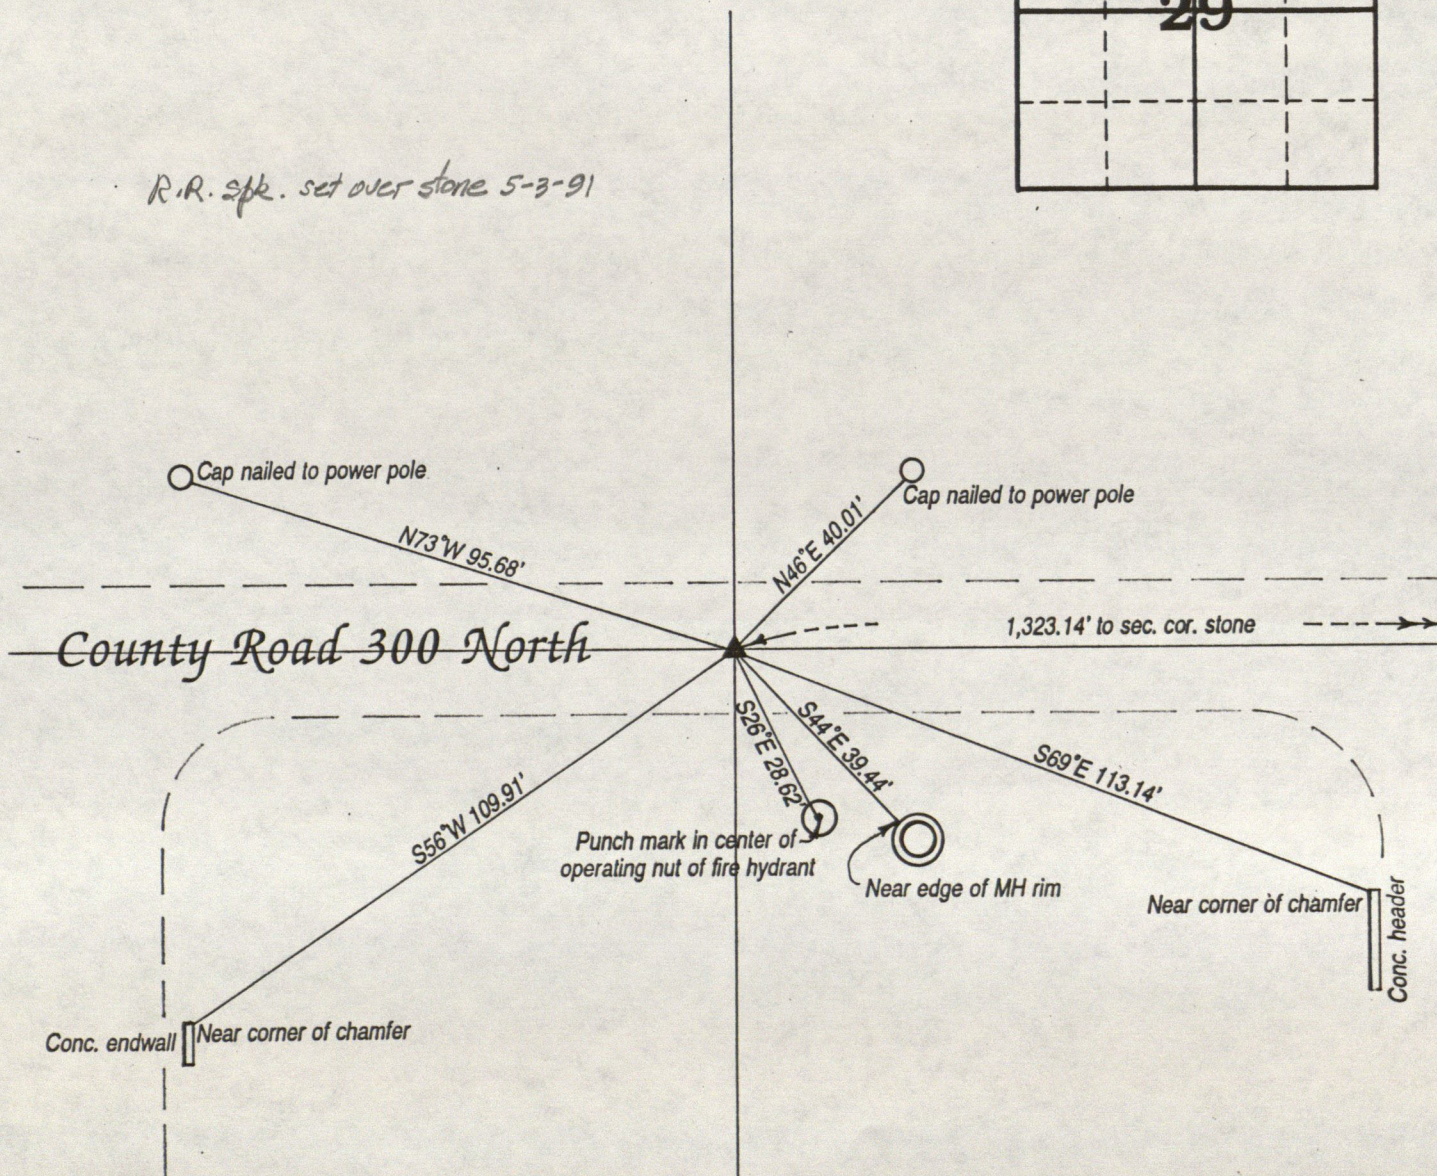 29
R.R. spk. set over stone 5-3-91
Cap nailed to power pole
Cap nailed to power pole
N73°W 95.68'
N46°E 40.01'
1,323.14' to sec. cor. stone
County Road 300 North
S26°E 28.62'
S44°E 39.44'
S69°E 113.14'
S56°W 109.91'
Punch mark in center of
operating nut of fire hydrant
Near edge of MH rim
Near corner of chamfer
Conc. header
Conc. endwall
Near corner of chamfer